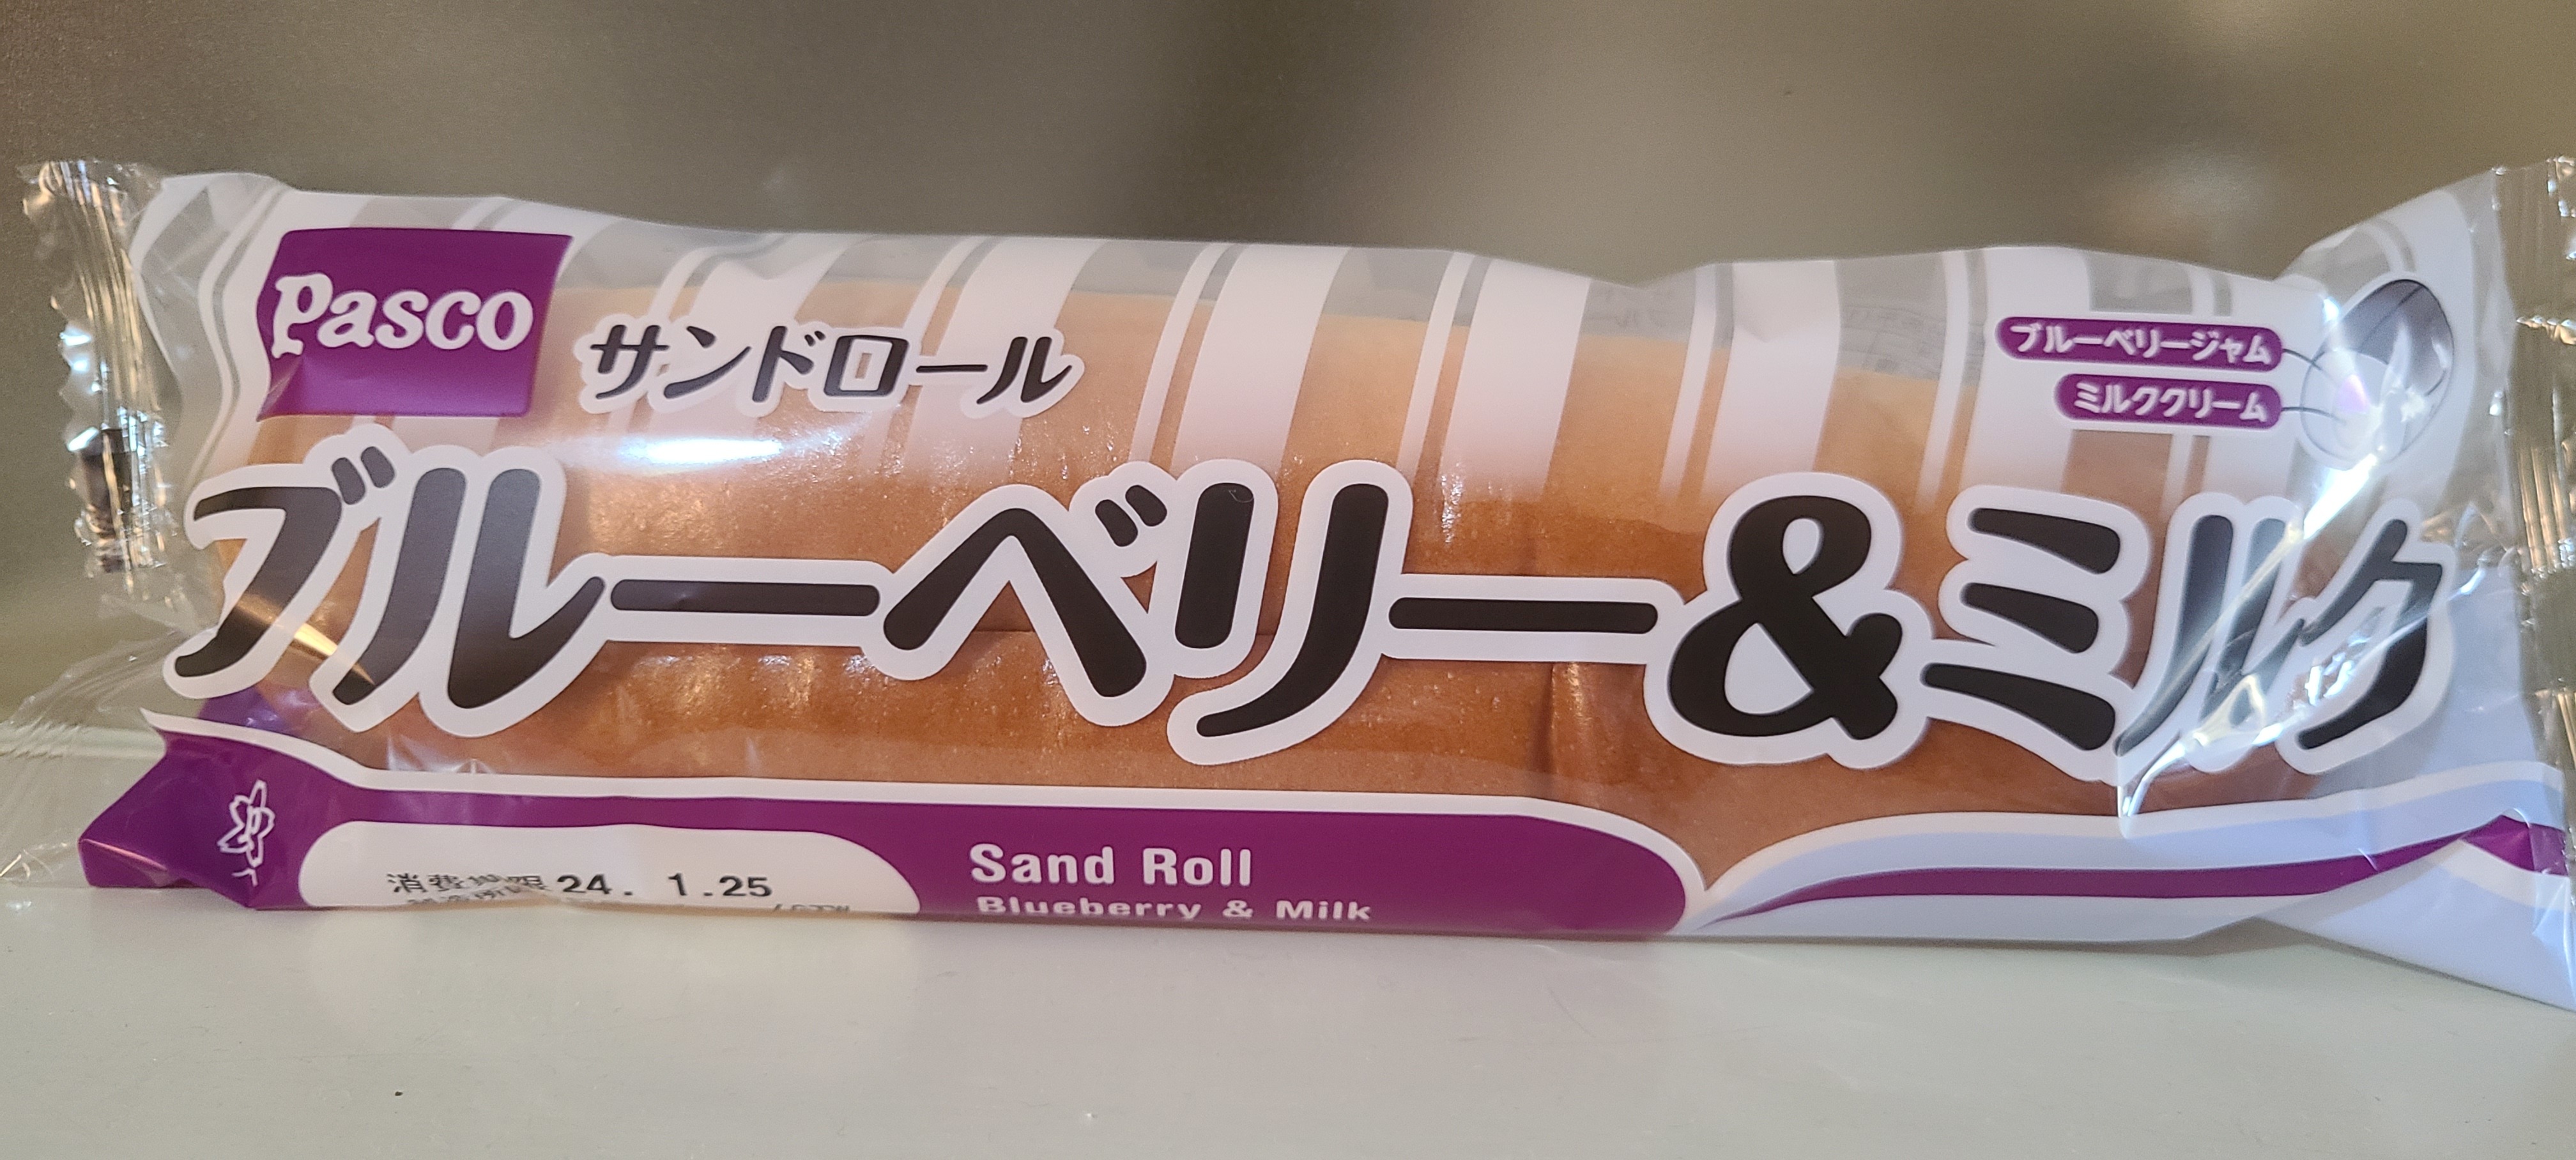 Pasco
サンドロール
ブルーベリージャム
ミルククリーム
ブルーベリー&ミルク
消費期限 24. 1.25
Sand Roll
Blueberry & Milk